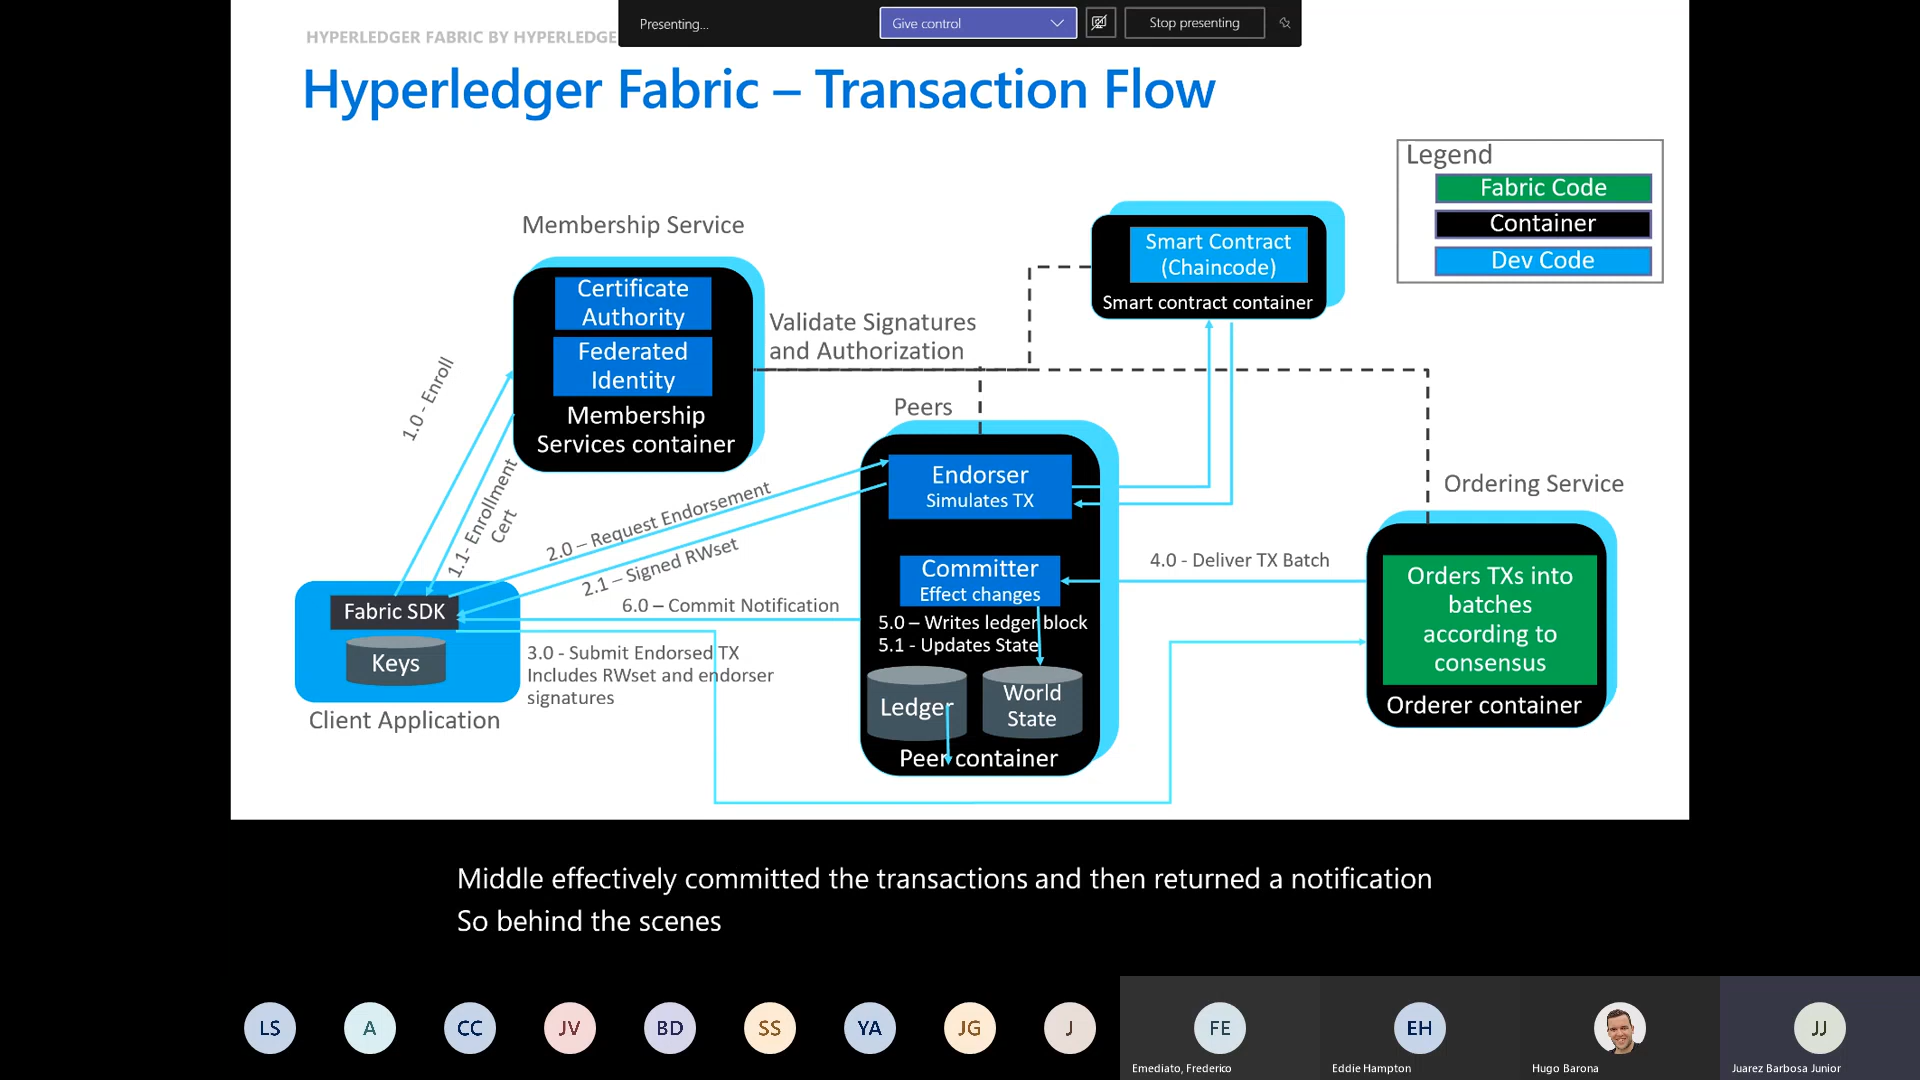 Presenting...
Give control
Stop presenting
HYPERLEDGER FABRIC BY HYPERLEDGE
Hyperledger Fabric – Transaction Flow
Legend
Fabric Code
Container
Dev Code
Membership Service
Certificate
Authority
Federated
Identity
Membership
Services container
Validate Signatures
and Authorization
Smart Contract
(Chaincode)
Smart contract container
1.0 - Enroll
1.1- Enrollment
Cert
2.0 – Request Endorsement
2.1 – Signed RWset
6.0 – Commit Notification
Peers
Endorser
Simulates TX
Committer
Effect changes
5.0 – Writes ledger block
5.1 - Updates State
Ledger
World
State
Peer container
4.0 - Deliver TX Batch
Ordering Service
Orders TXs into
batches
according to
consensus
Orderer container
Fabric SDK
Keys
Client Application
3.0 - Submit Endorsed TX
Includes RWset and endorser
signatures
Middle effectively committed the transactions and then returned a notification
So behind the scenes
LS
A
CC
JV
BD
SS
YA
JG
J
FE
Emediato, Frederico
EH
Eddie Hampton
Hugo Barona
JJ
Juarez Barbosa Junior